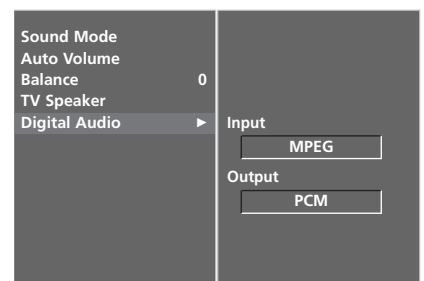 Sound Mode
Auto Volume
Balance 0
TV Speaker
Digital Audio ►
Input
MPEG
Output
PCM